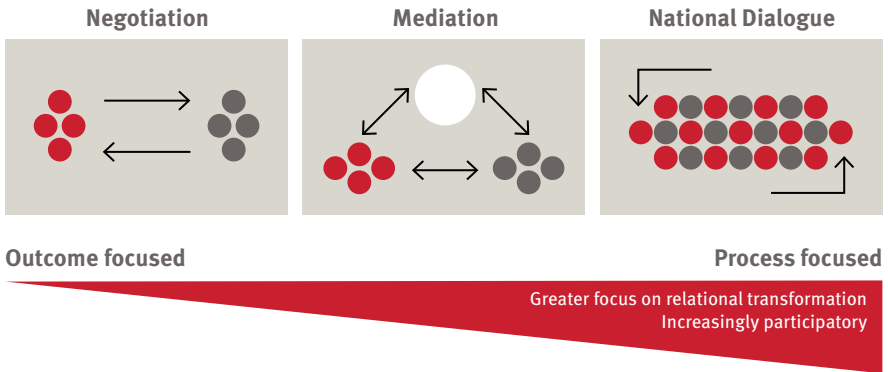 Negotiation
Mediation
National Dialogue
Outcome focused
Process focused
Greater focus on relational transformation
Increasingly participatory